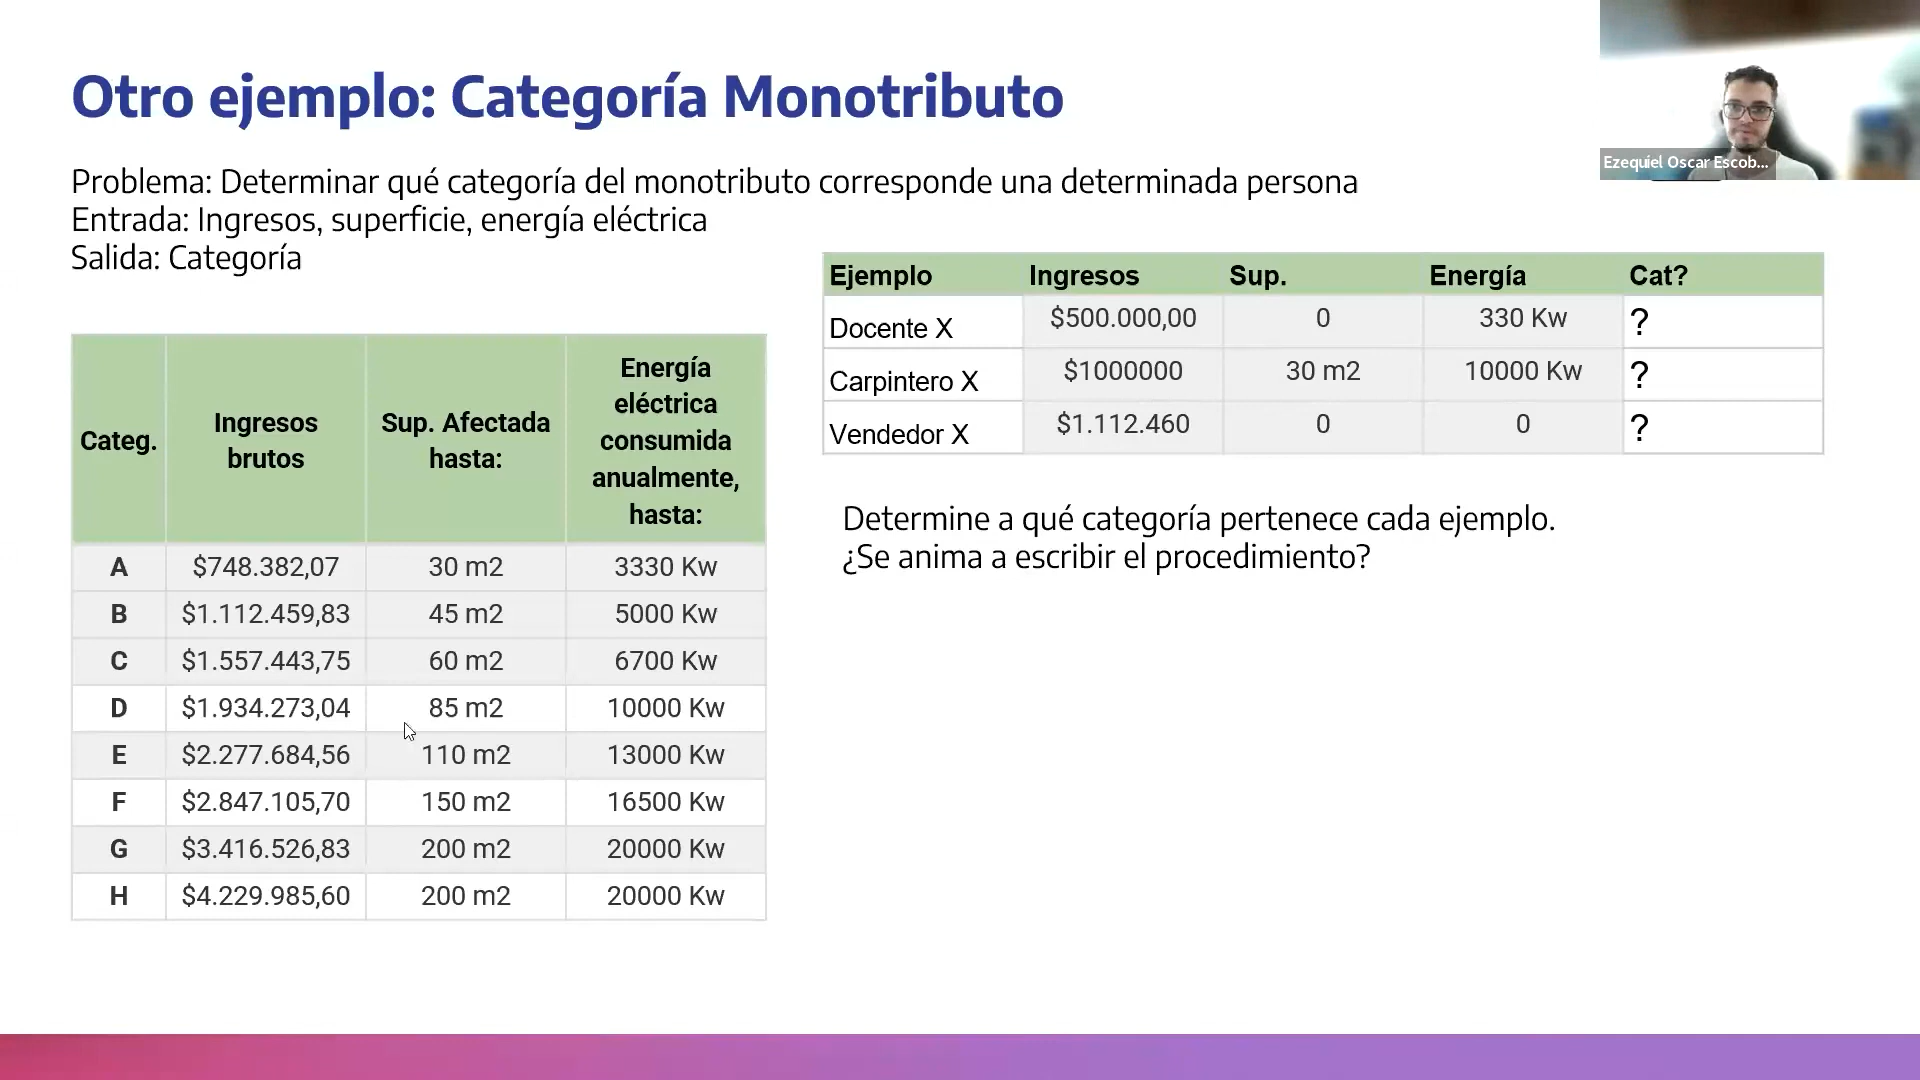 Otro ejemplo: Categoría Monotributo
Ezequiel Oscar Escob...
Problema: Determinar qué categoría del monotributo corresponde una determinada persona
Entrada: Ingresos, superficie, energía eléctrica
Salida: Categoría
Ejemplo Ingresos Sup. Energía Cat?
Docente X $500.000,00 0 330 Kw ?
Carpintero X $1000000 30 m2 10000 Kw ?
Vendedor X $1.112.460 0 0 ?
Determine a qué categoría pertenece cada ejemplo.
¿Se anima a escribir el procedimiento?
Categ.
Ingresos
brutos
Sup. Afectada
hasta:
Energía
eléctrica
consumida
anualmente,
hasta:
A $748.382,07 30 m2 3330 Kw
B $1.112.459,83 45 m2 5000 Kw
C $1.557.443,75 60 m2 6700 Kw
D $1.934.273,04 85 m2 10000 Kw
E $2.277.684,56 110 m2 13000 Kw
F $2.847.105,70 150 m2 16500 Kw
G $3.416.526,83 200 m2 20000 Kw
H $4.229.985,60 200 m2 20000 Kw